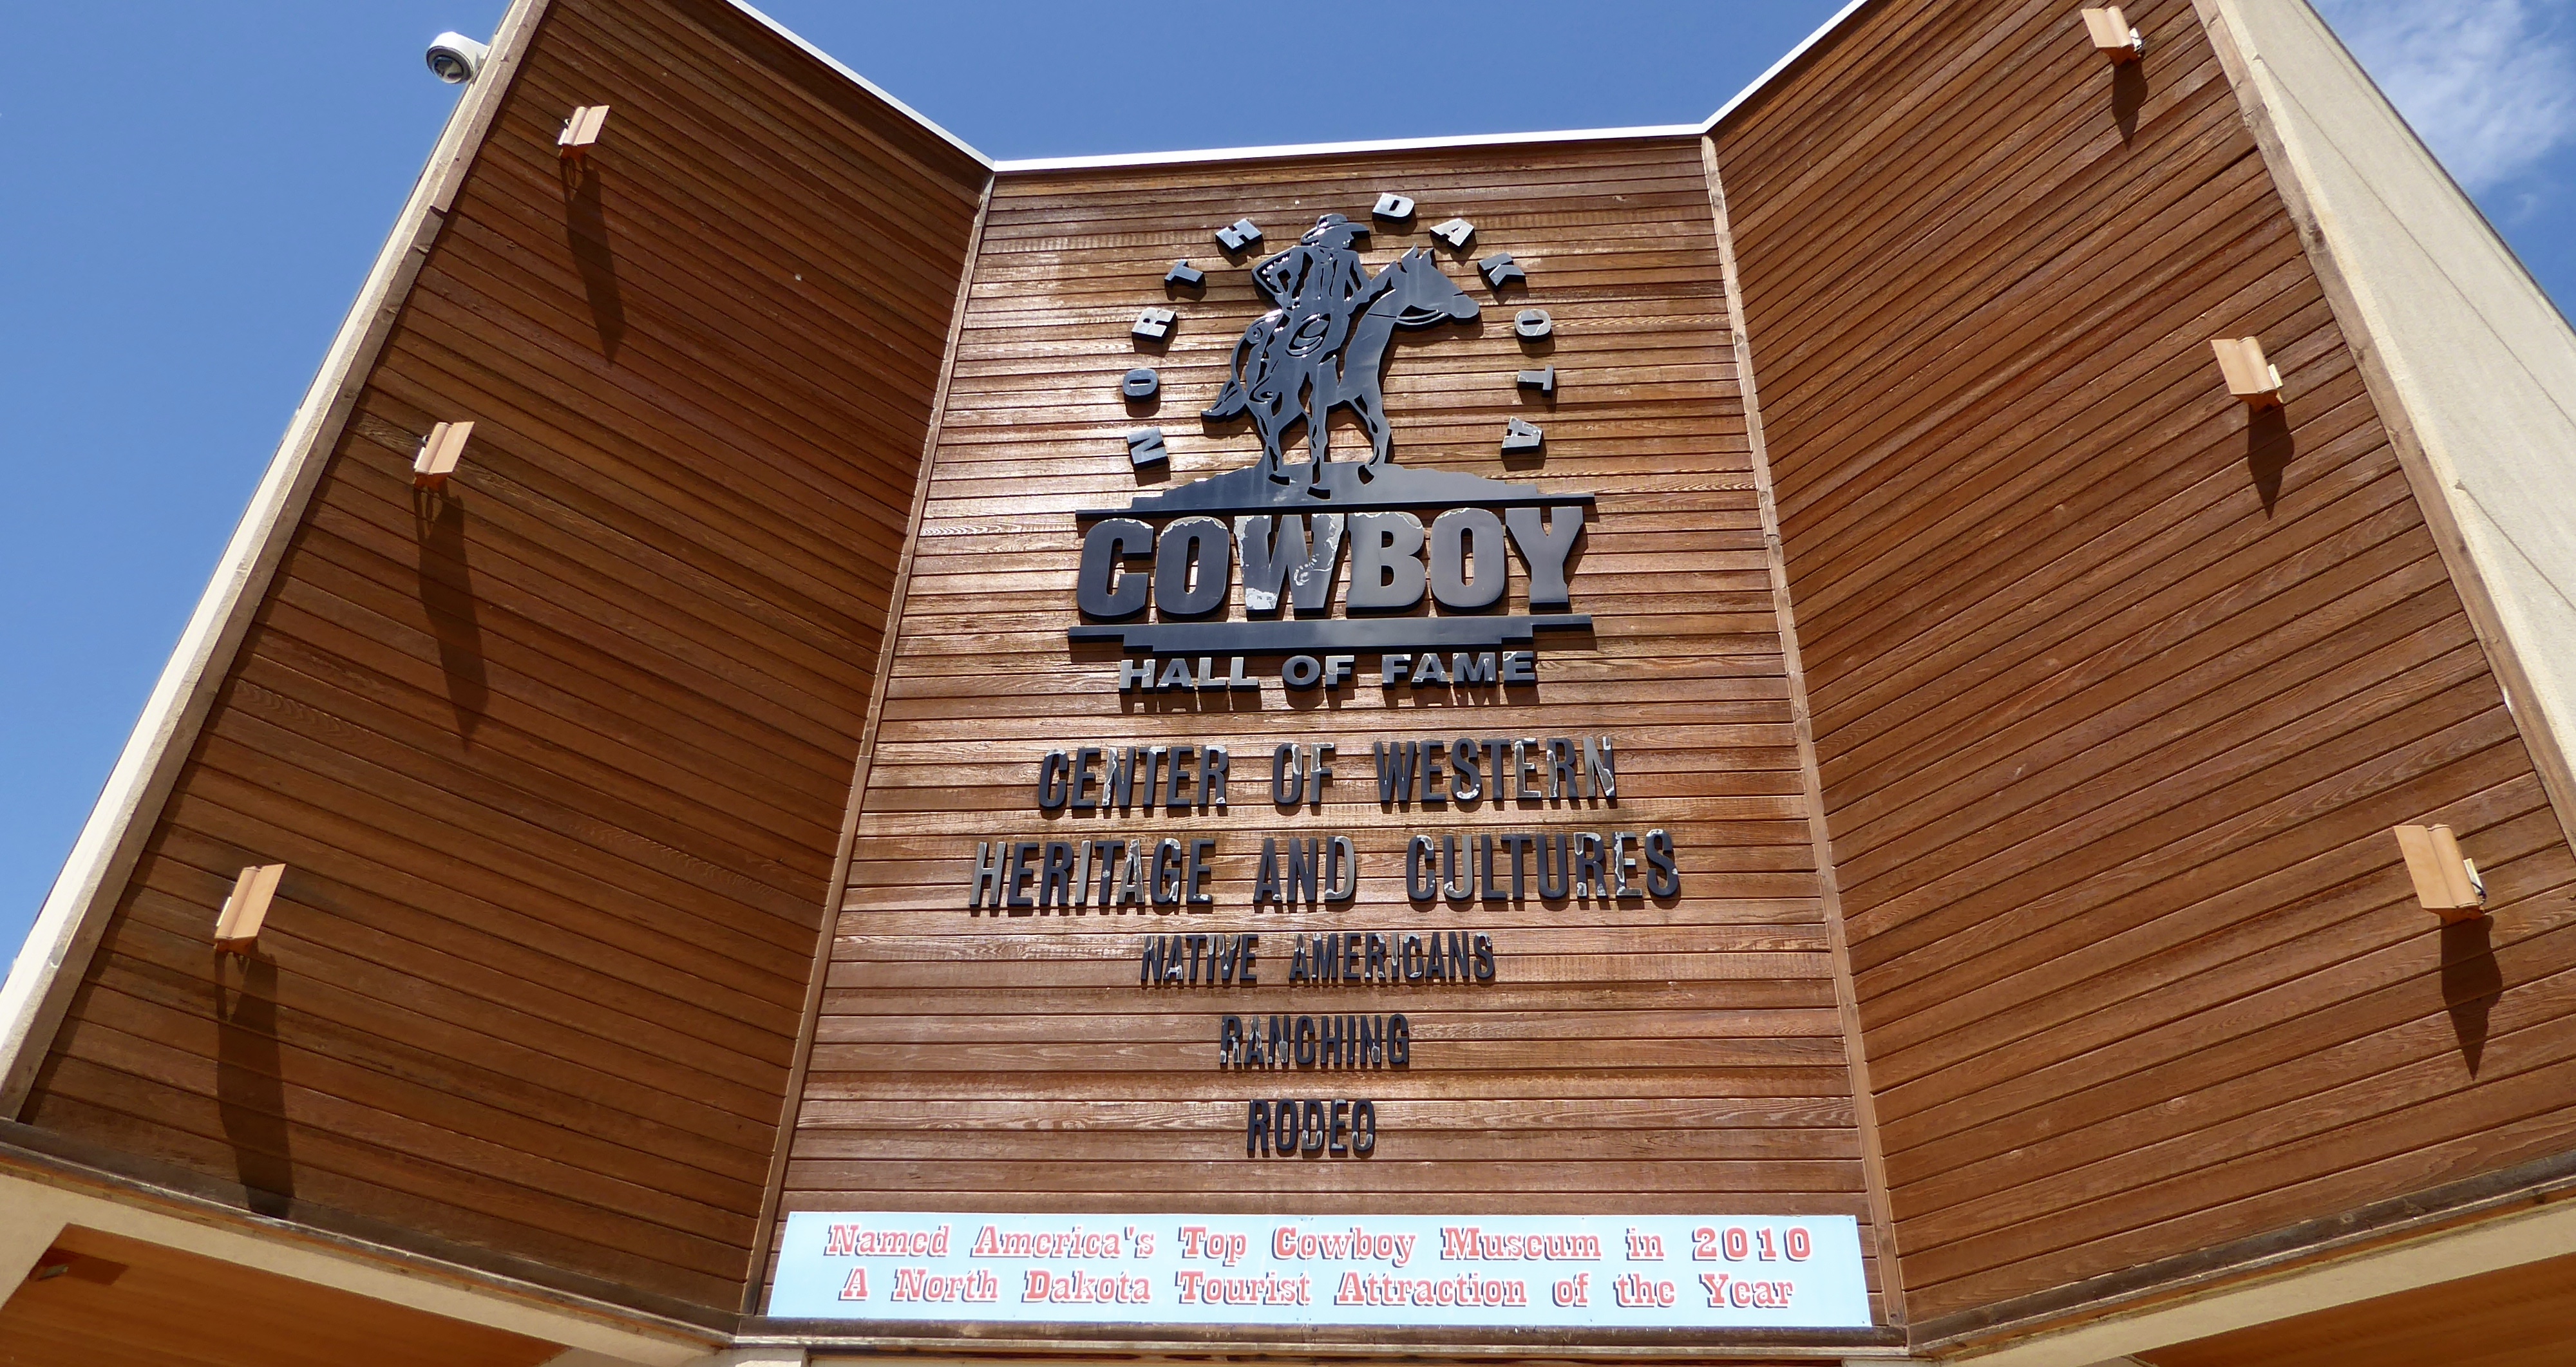 NORTH DAKOTA
COWBOY
HALL OF FAME
CENTER OF WESTERN
HERITAGE AND CULTURES
NATIVE AMERICANS
RANCHING
RODEO
Named America's Top Cowboy Museum in 2010
A North Dakota Tourist Attraction of the Year